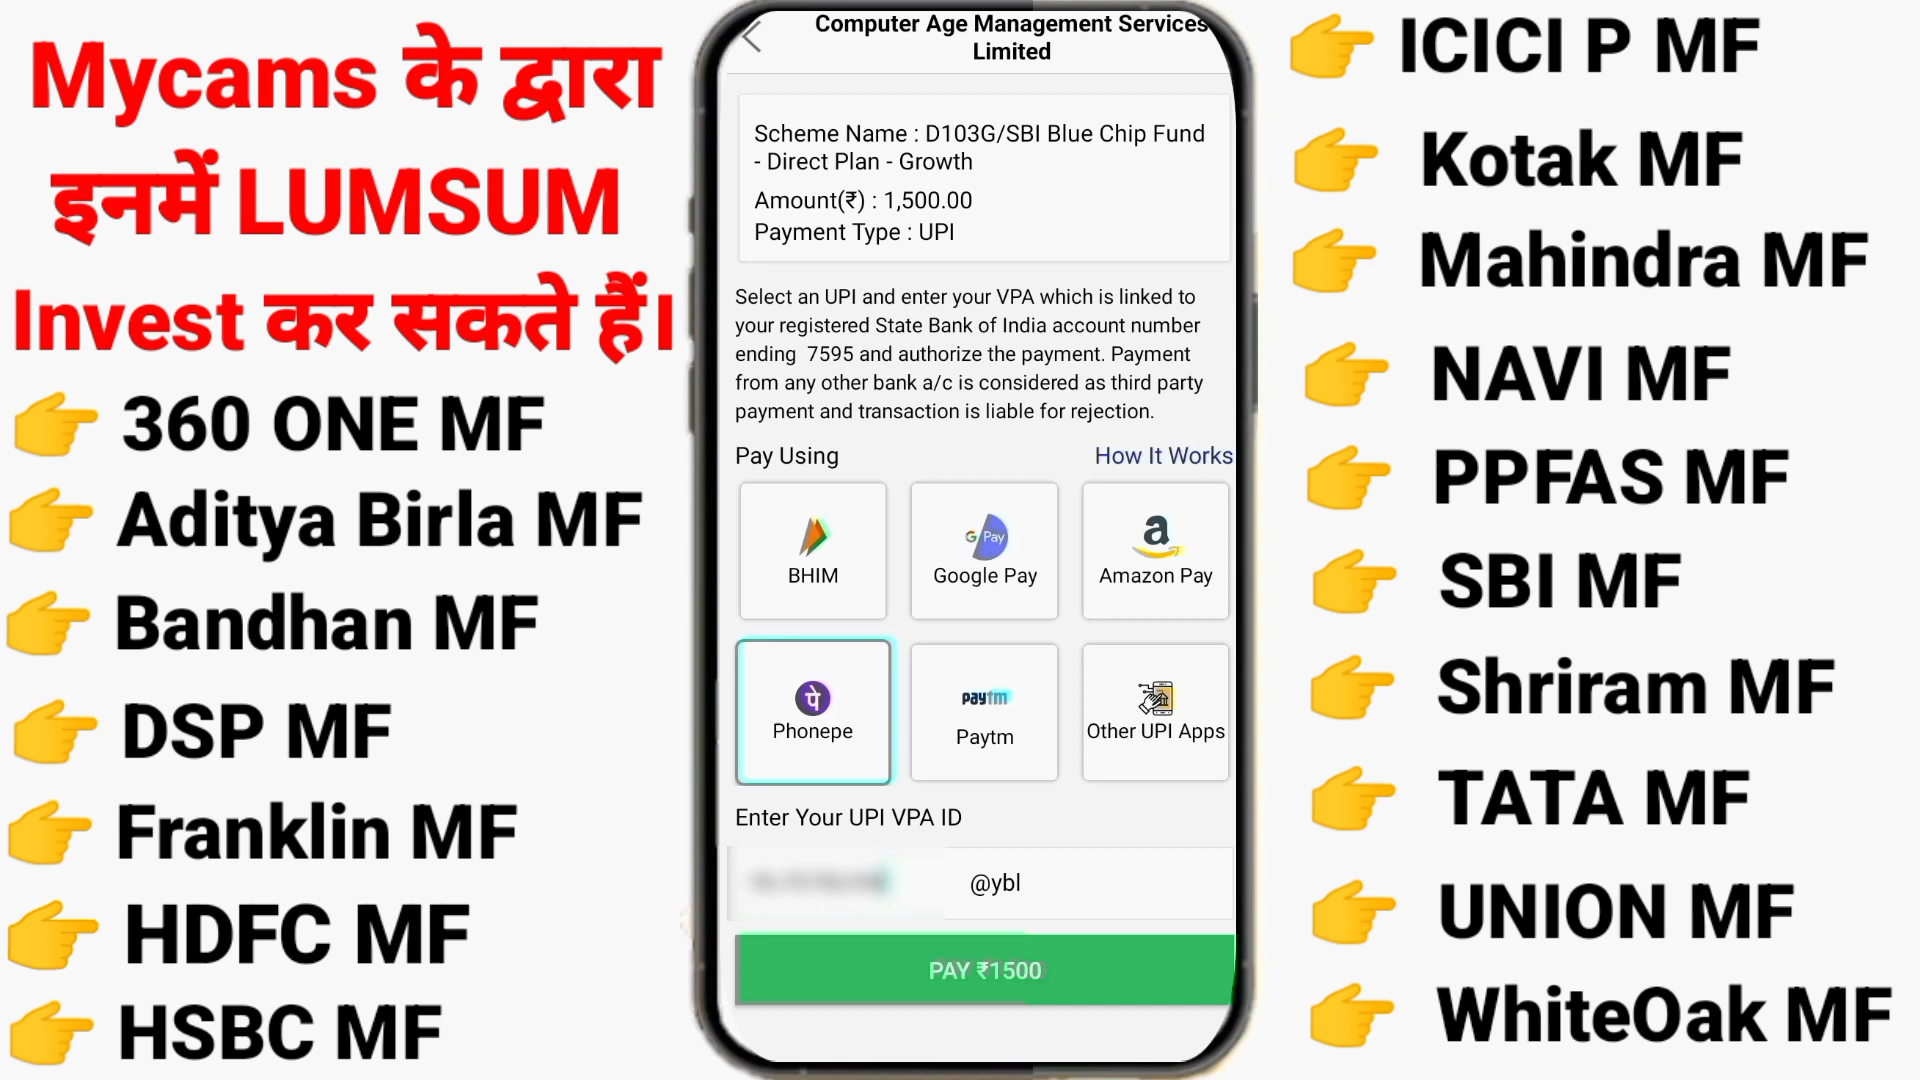 Mycams के द्वारा
इनमें LUMSUM
Invest कर सकते हैं।
360 ONE MF
Aditya Birla MF
Bandhan MF
DSP MF
Franklin MF
HDFC MF
HSBC MF
Computer Age Management Services
Limited
Scheme Name : D103G/SBI Blue Chip Fund
- Direct Plan - Growth
Amount(₹) : 1,500.00
Payment Type : UPI
Select an UPI and enter your VPA which is linked to
your registered State Bank of India account number
ending 7595 and authorize the payment. Payment
from any other bank a/c is considered as third party
payment and transaction is liable for rejection.
Pay Using How It Works
G Pay a
BHIM Google Pay Amazon Pay
पे paytm
Phonepe Paytm Other UPI Apps
Enter Your UPI VPA ID
@ybl
PAY ₹1500
ICICI P MF
Kotak MF
Mahindra MF
NAVI MF
PPFAS MF
SBI MF
Shriram MF
TATA MF
UNION MF
WhiteOak MF